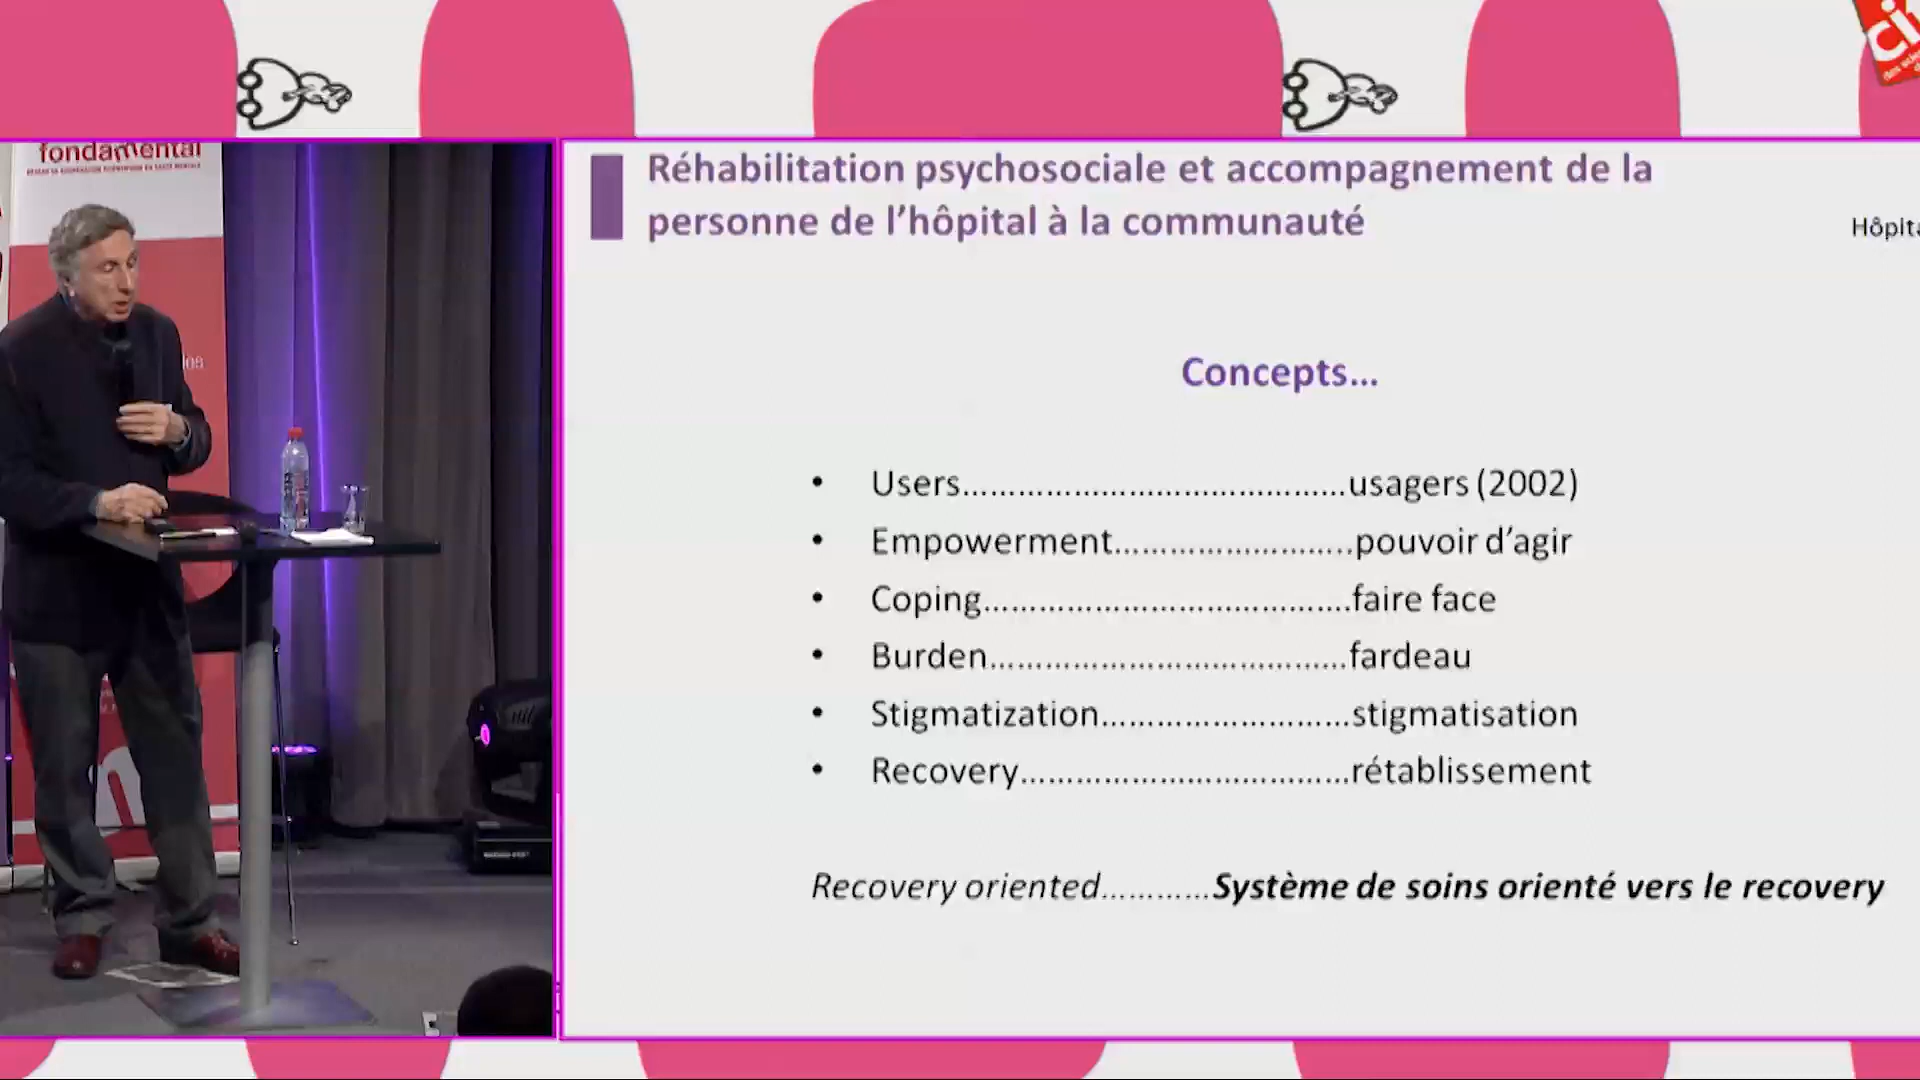 fondamental
Réhabilitation psychosociale et accompagnement de la
personne de l’hôpital à la communauté
Concepts...
• Users..........................................usagers (2002)
• Empowerment..........................pouvoir d’agir
• Coping........................................faire face
• Burden.......................................fardeau
• Stigmatization...........................stigmatisation
• Recovery....................................rétablissement
Recovery oriented............Système de soins orienté vers le recovery